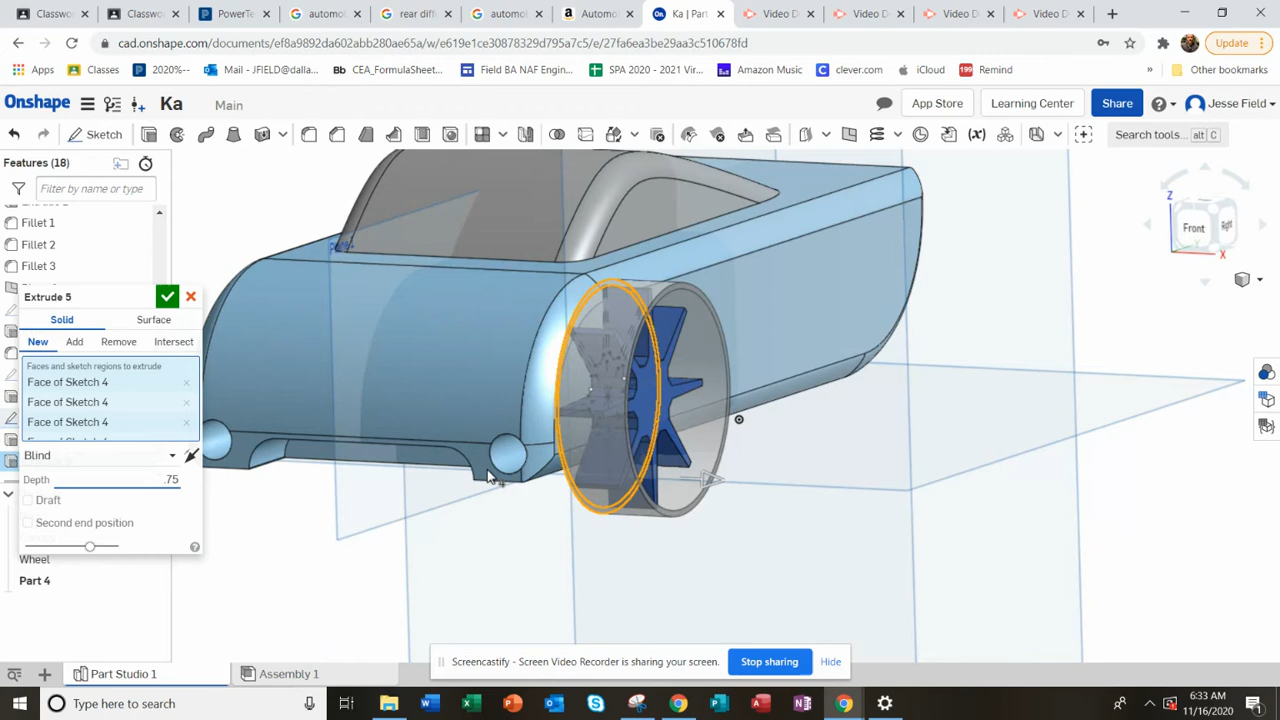 Classwo
Classwor
PowerTe
automot
rear diff
automot
Automol
Ka | Part
Video D
Video D
Video D
Video D
cad.onshape.com/documents/ef8a9892da602abb280ae65a/w/e619e1c30878329d795a7c5/e/27fa6ea3be29aa3c510678fd
Update
Apps
Classes
2020%--
Mail - JFIELD@dalla...
CEA_FormulaSheet...
Field BA NAF Engin...
SPA 2020 - 2021 Vir...
Amazon Music
clever.com
iCloud
Remind
»
Other bookmarks
Onshape
Ka
Main
App Store
Learning Center
Share
Jesse Field
Sketch
Search tools...
alt C
Features (18)
Filter by name or type
Fillet 1
Fillet 2
Fillet 3
Extrude 5
Solid
Surface
New
Add
Remove
Intersect
Faces and sketch regions to extrude
Face of Sketch 4
Face of Sketch 4
Face of Sketch 4
Blind
Depth
.75
Draft
Second end position
Wheel
Part 4
Z
X
Front
Right
Screencastify - Screen Video Recorder is sharing your screen.
Stop sharing
Hide
Part Studio 1
Assembly 1
Type here to search
6:33 AM
11/16/2020